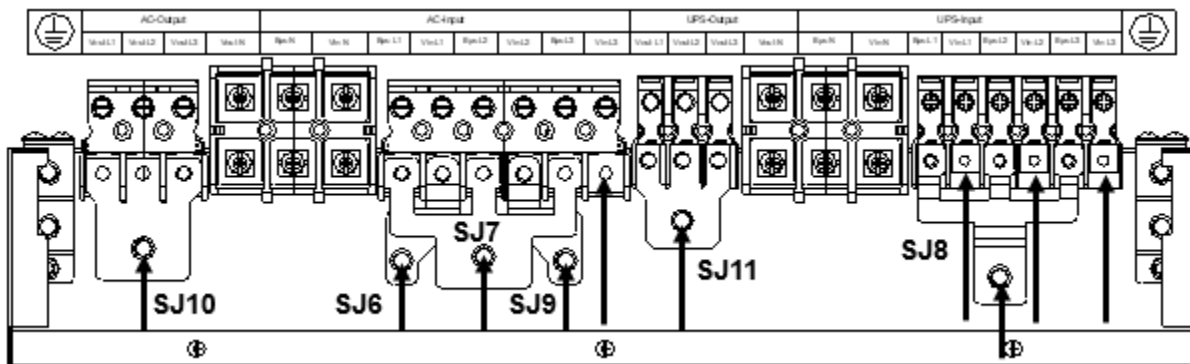 AC-Output AC-Input UPS-Output UPS-Input
Vout L1 Vout L2 Vout L3 Vout N Bps N Vin N Bps L1 Vin L1 Bps L2 Vin L2 Bps L3 Vin L3 Vout L1 Vout L2 Vout L3 Vout N Bps N Vin N Bps L1 Vin L1 Bps L2 Vin L2 Bps L3 Vin L3
SJ7
SJ11
SJ8
SJ10
SJ6
SJ9